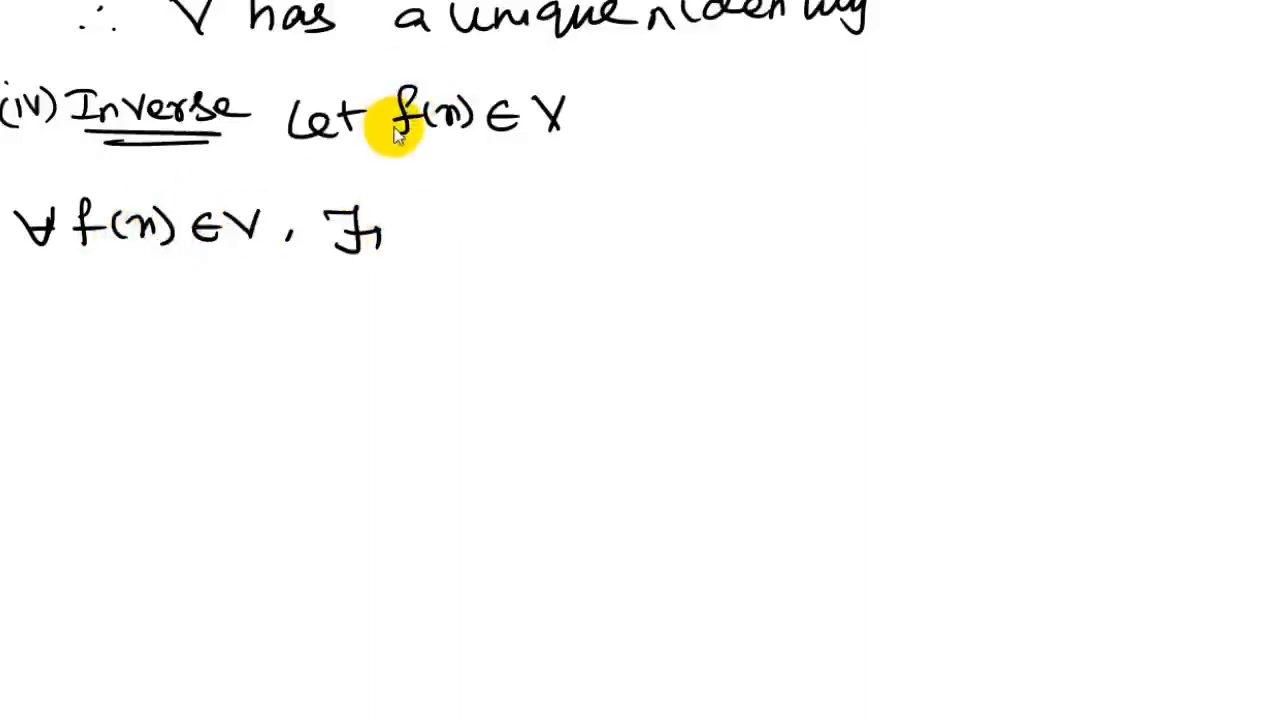 ∴ V has a unique identity
(iv) Inverse Let f(x) ∈ V
∀ f(x) ∈ V, ∃,